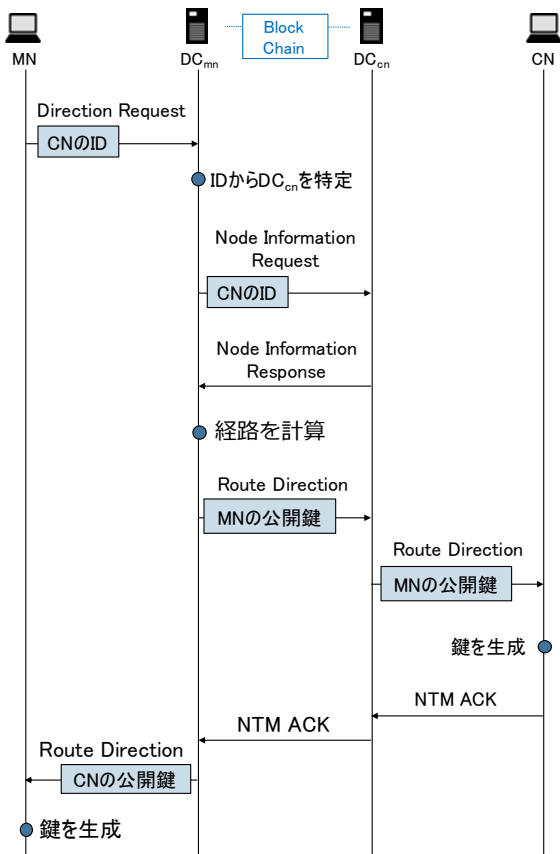 Block
Chain
MN
DCmn
DCcn
CN
Direction Request
CNのID
IDからDCcnを特定
Node Information
Request
CNのID
Node Information
Response
経路を計算
Route Direction
MNの公開鍵
Route Direction
MNの公開鍵
鍵を生成
NTM ACK
NTM ACK
Route Direction
CNの公開鍵
鍵を生成